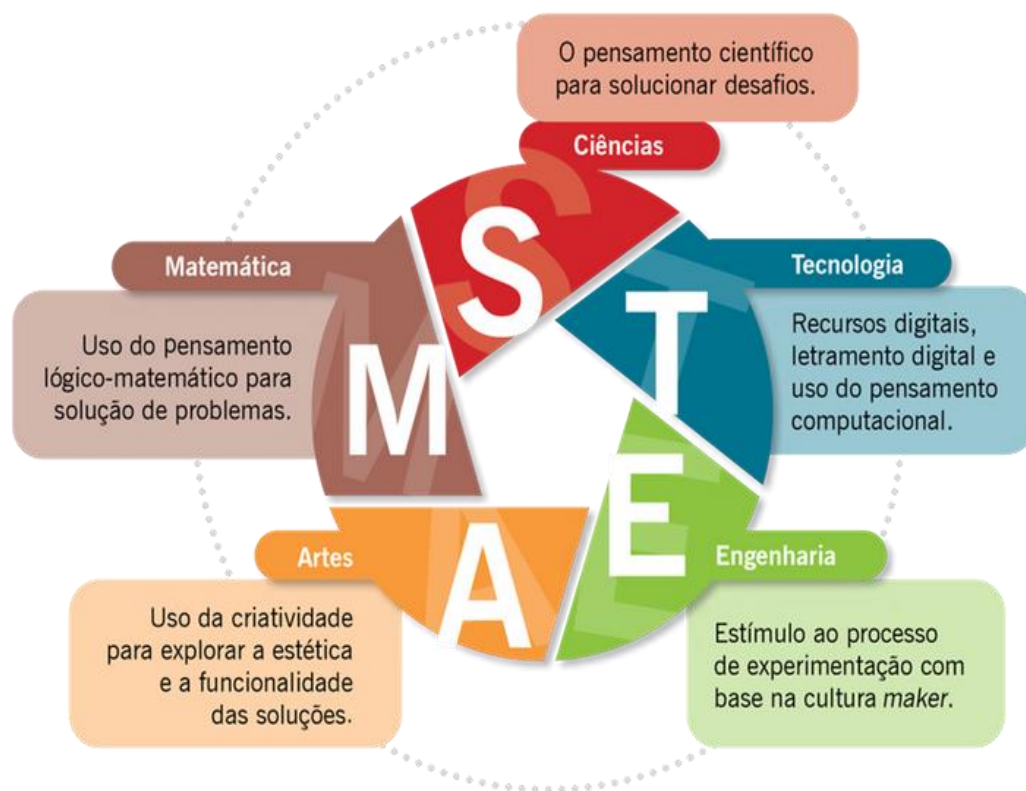 O pensamento científico
para solucionar desafios.
Ciências
S
Tecnologia
T
Recursos digitais,
letramento digital e
uso do pensamento
computacional.
E
Engenharia
Estímulo ao processo
de experimentação com
base na cultura maker.
Artes
A
Uso da criatividade
para explorar a estética
e a funcionalidade
das soluções.
Matemática
M
Uso do pensamento
lógico-matemático para
solução de problemas.